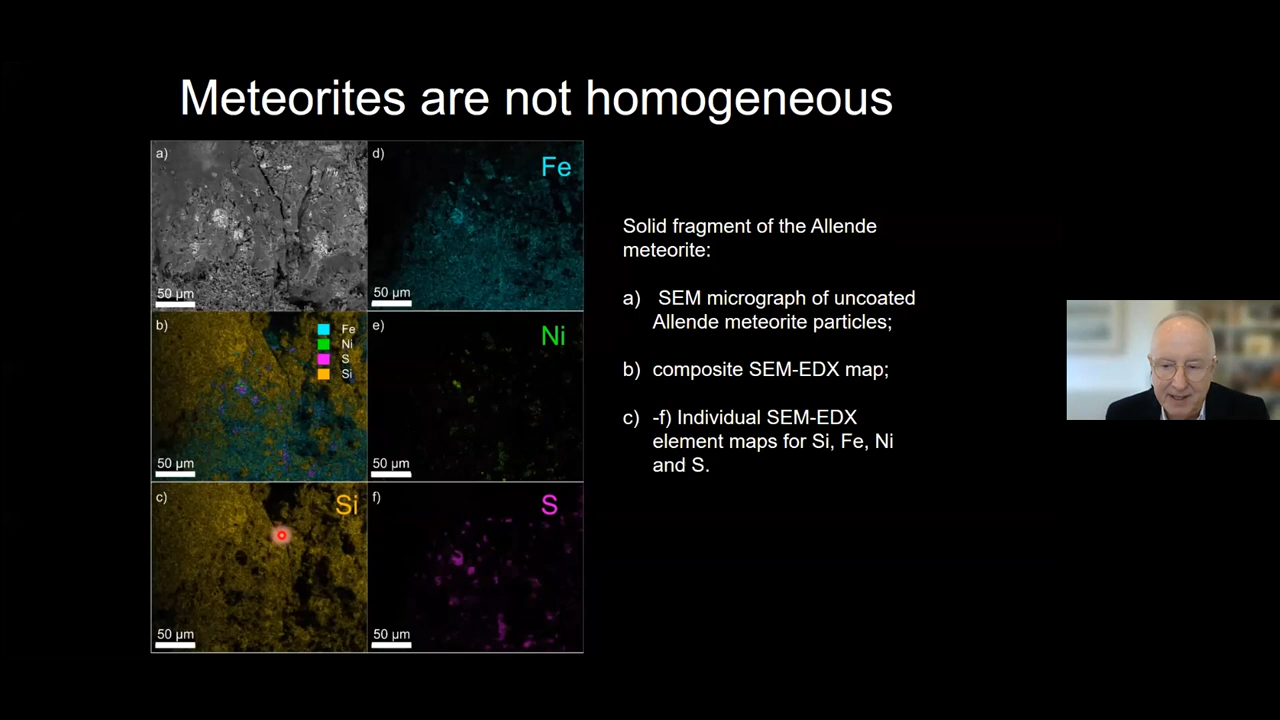 Meteorites are not homogeneous
a)
50 µm
d)
Fe
50 µm
b)
Fe
Ni
S
Si
50 µm
e)
Ni
50 µm
c)
Si
50 µm
f)
S
50 µm
Solid fragment of the Allende
meteorite:
a) SEM micrograph of uncoated
Allende meteorite particles;
b) composite SEM-EDX map;
c) -f) Individual SEM-EDX
element maps for Si, Fe, Ni
and S.